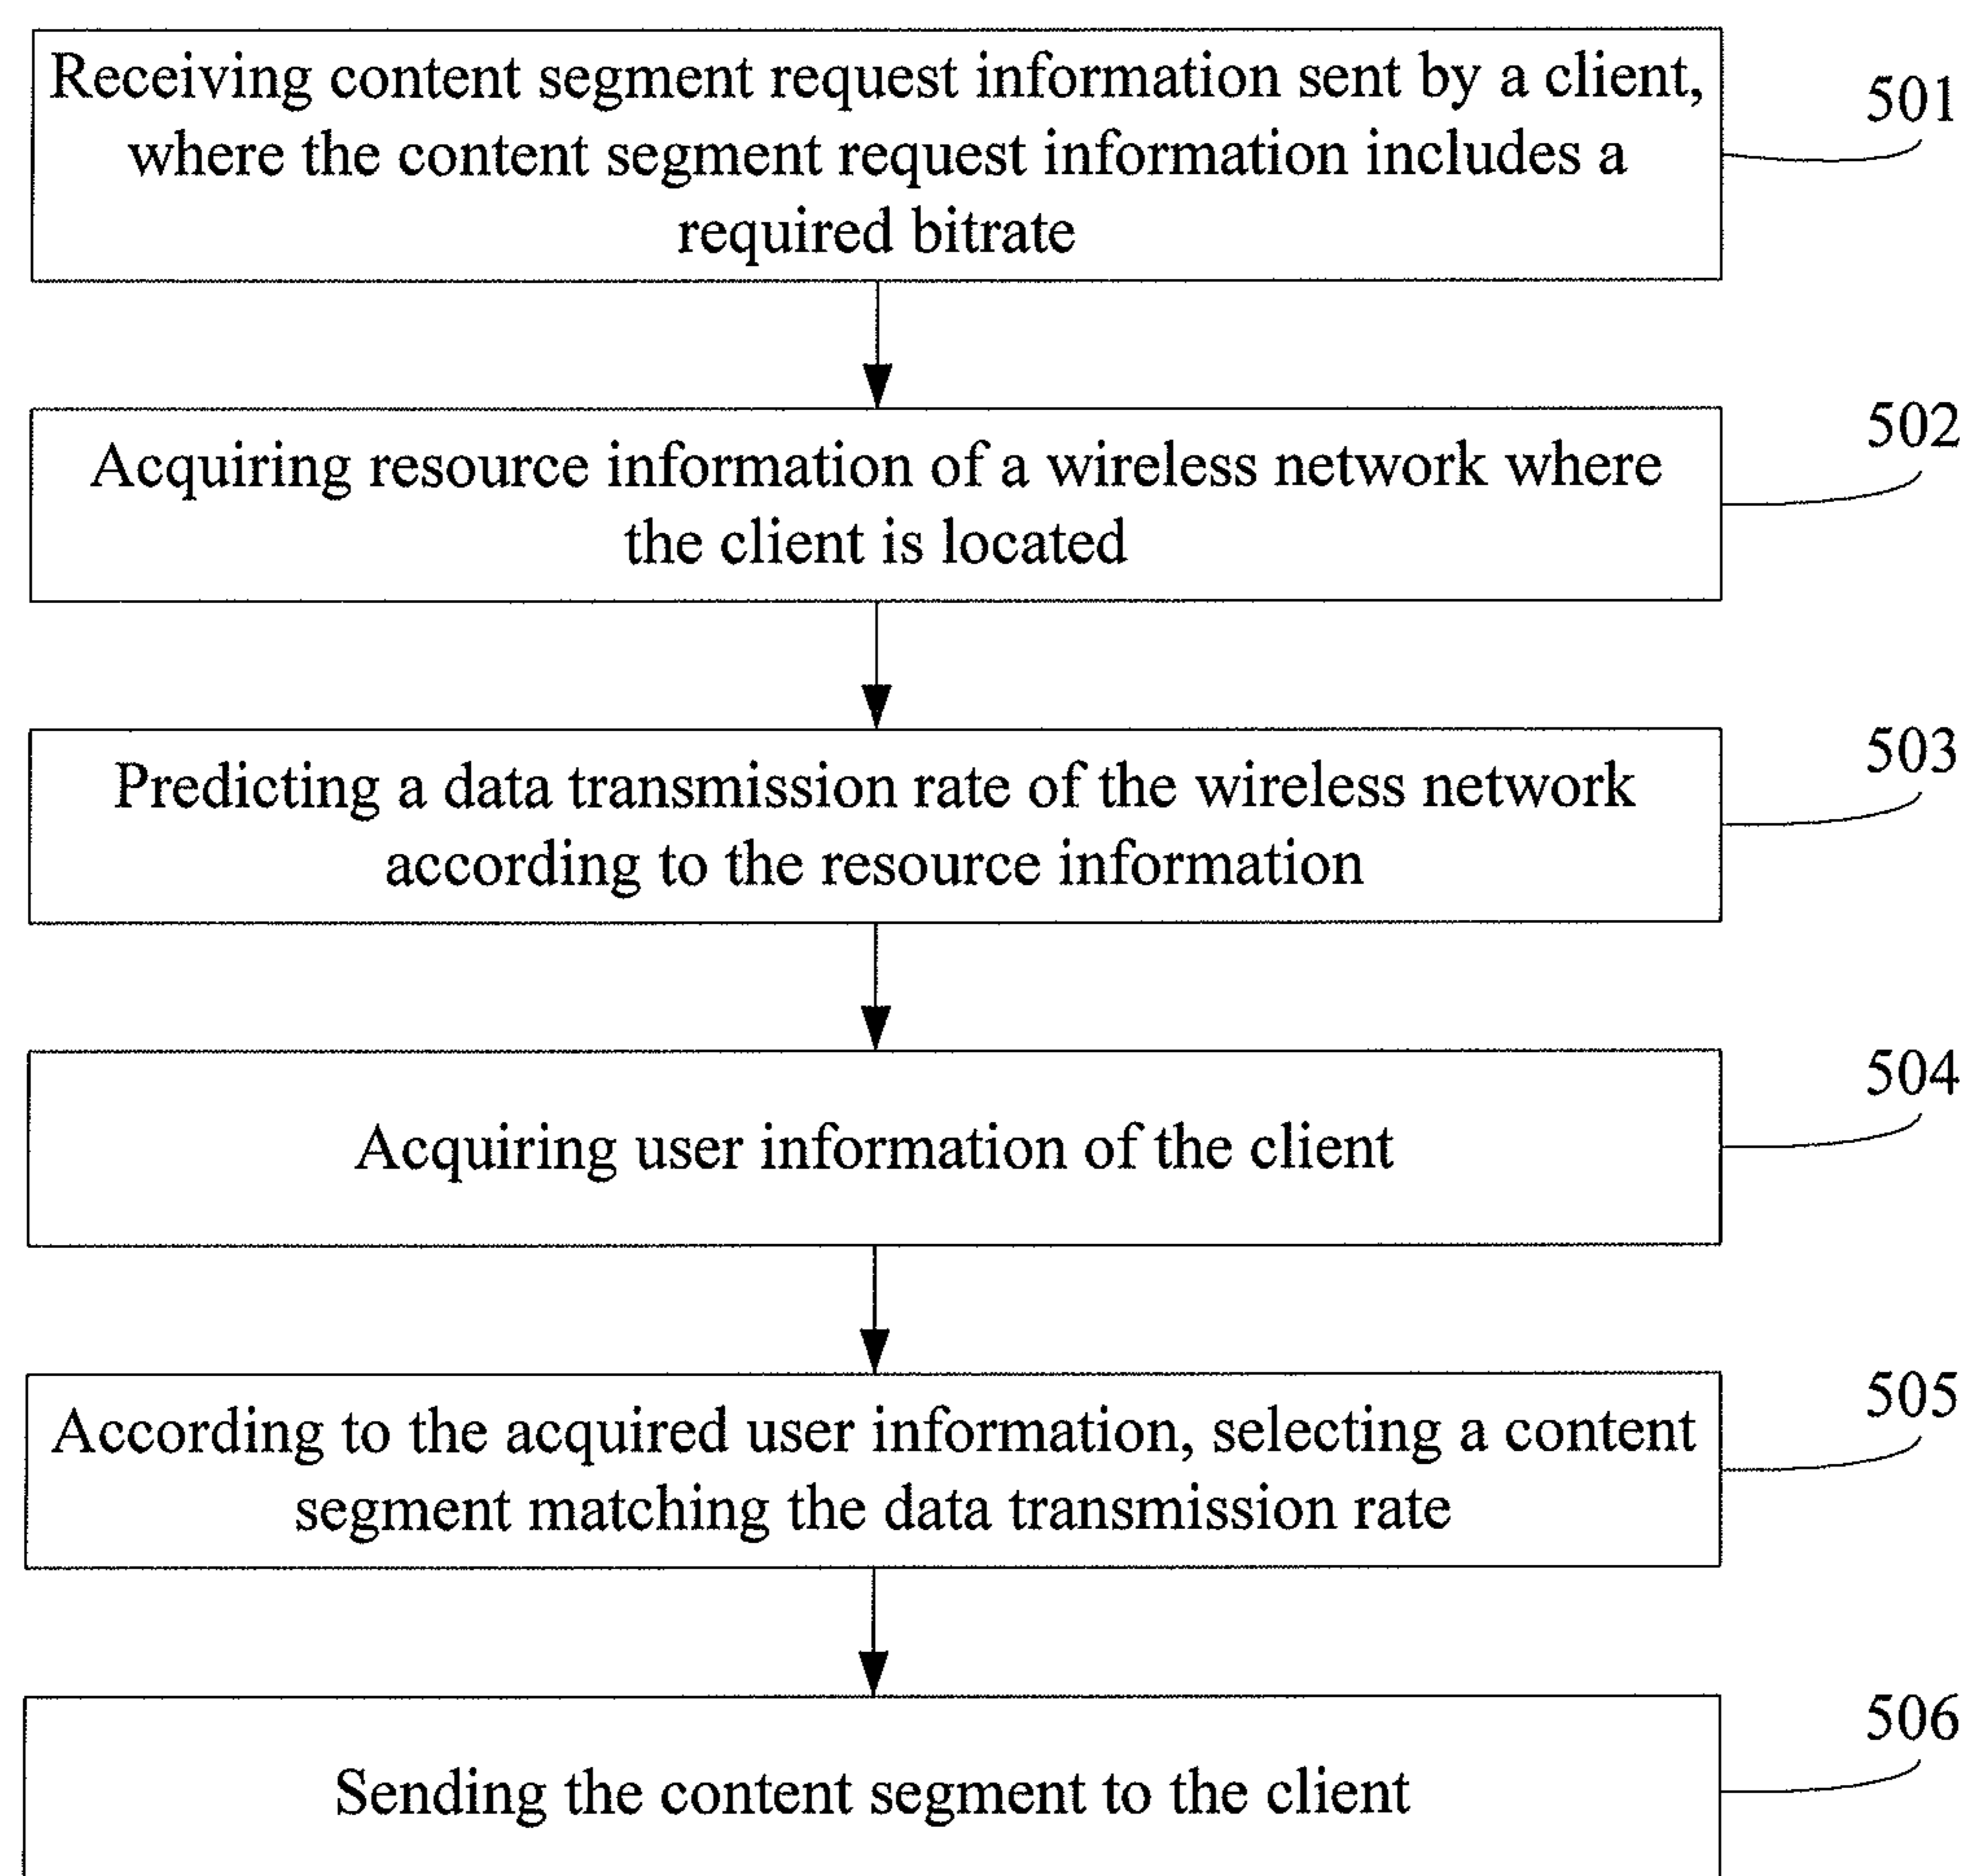 Receiving content segment request information sent by a client,
where the content segment request information includes a
required bitrate
501
Acquiring resource information of a wireless network where
the client is located
502
Predicting a data transmission rate of the wireless network
according to the resource information
503
Acquiring user information of the client
504
According to the acquired user information, selecting a content
segment matching the data transmission rate
505
Sending the content segment to the client
506